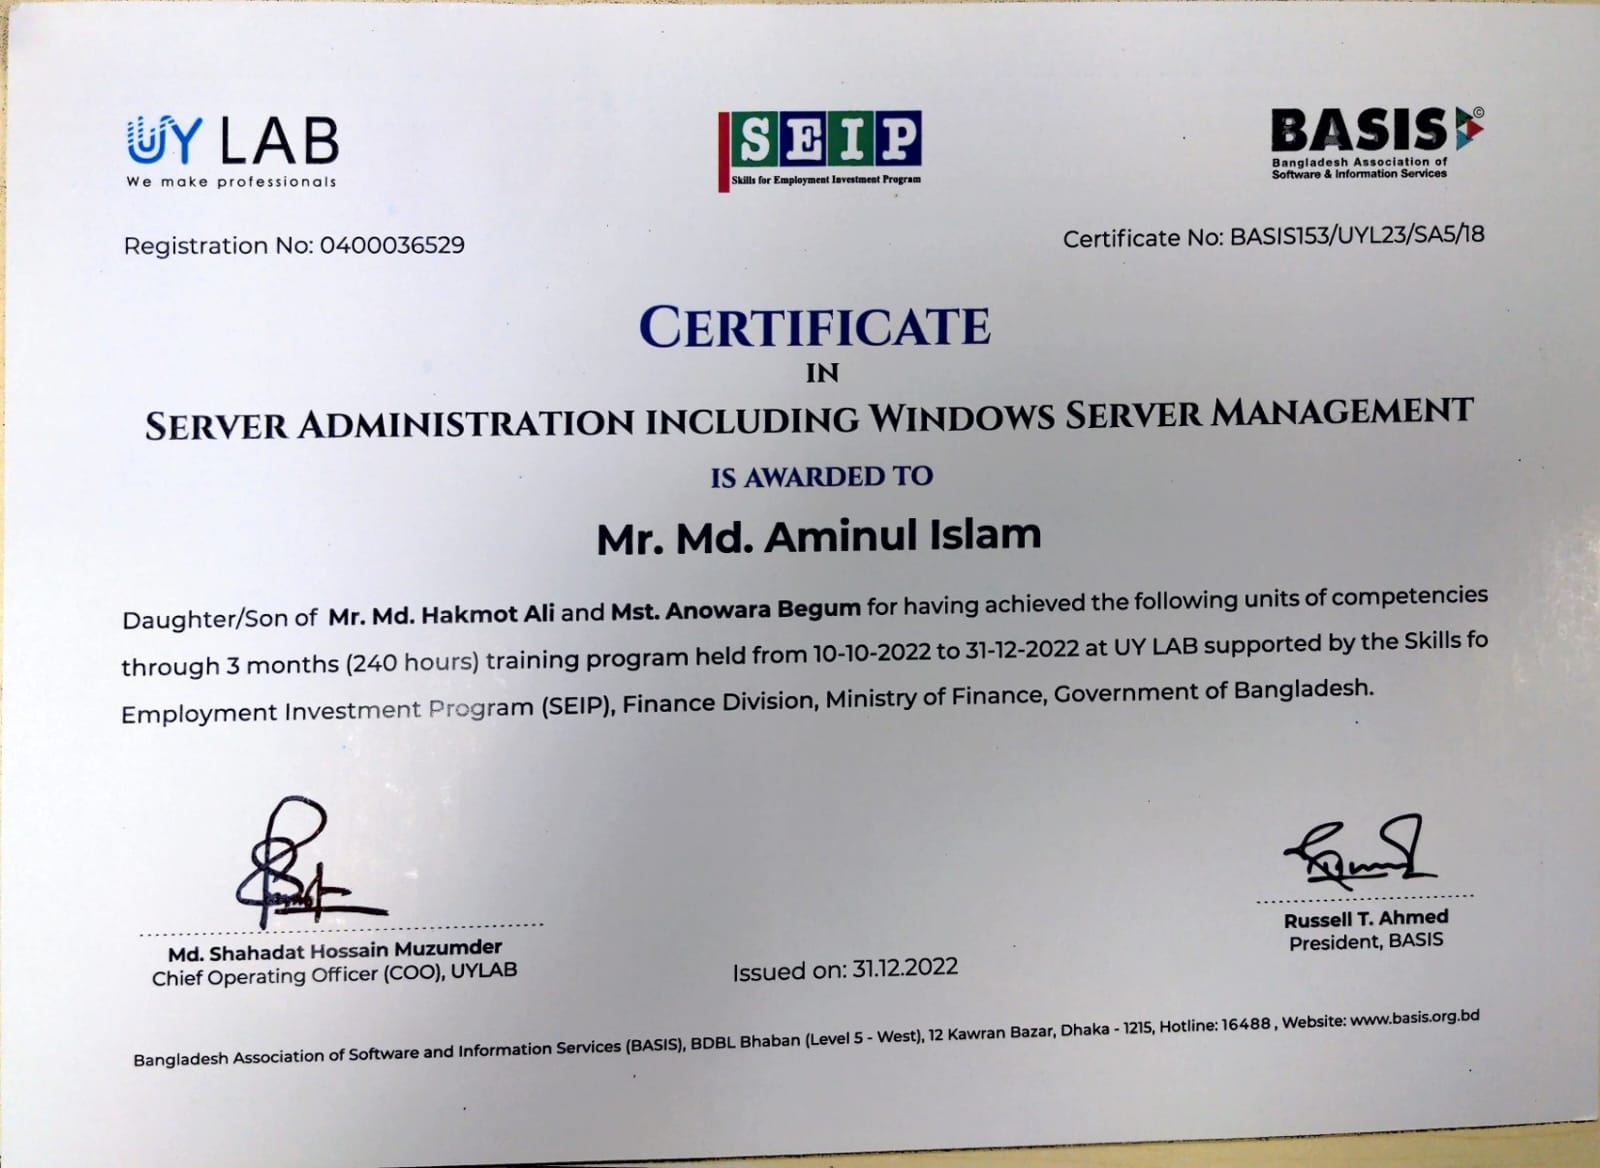 UY LAB
We make professionals
SEIP
Skills for Employment Investment Program
BASIS ©
Bangladesh Association of
Software & Information Services
Registration No: 0400036529
Certificate No: BASIS153/UYL23/SA5/18
CERTIFICATE
IN
SERVER ADMINISTRATION INCLUDING WINDOWS SERVER MANAGEMENT
IS AWARDED TO
Mr. Md. Aminul Islam
Daughter/Son of Mr. Md. Hakmot Ali and Mst. Anowara Begum for having achieved the following units of competencies
through 3 months (240 hours) training program held from 10-10-2022 to 31-12-2022 at UY LAB supported by the Skills fo
Employment Investment Program (SEIP), Finance Division, Ministry of Finance, Government of Bangladesh.
Md. Shahadat Hossain Muzumder
Chief Operating Officer (COO), UYLAB
Issued on: 31.12.2022
Russell T. Ahmed
President, BASIS
Bangladesh Association of Software and Information Services (BASIS), BDBL Bhaban (Level 5 - West), 12 Kawran Bazar, Dhaka - 1215, Hotline: 16488 , Website: www.basis.org.bd